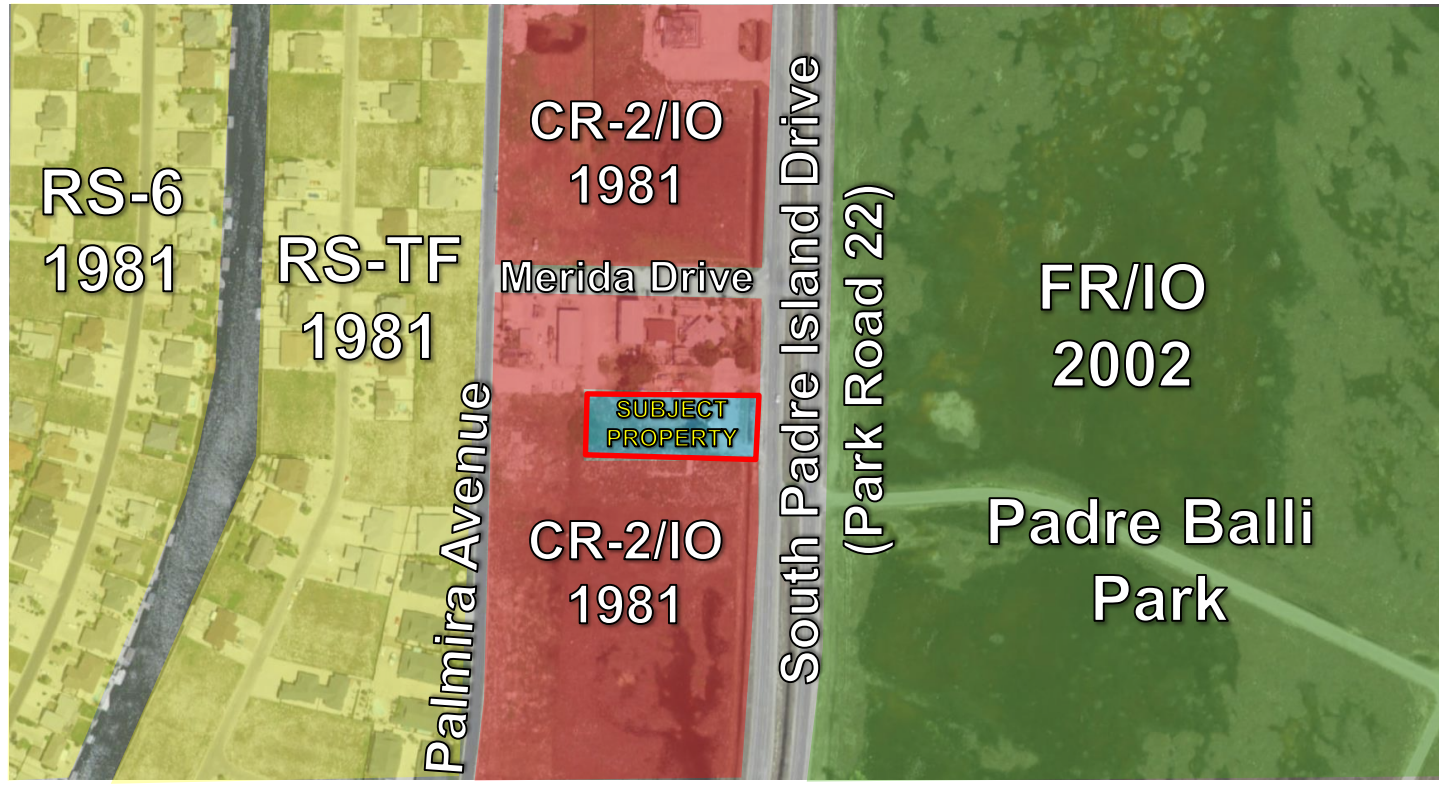 RS-6
1981
RS-TF
1981
Palmira Avenue
CR-2/IO
1981
Merida Drive
SUBJECT
PROPERTY
CR-2/IO
1981
South Padre Island Drive
(Park Road 22)
FR/IO
2002
Padre Balli
Park